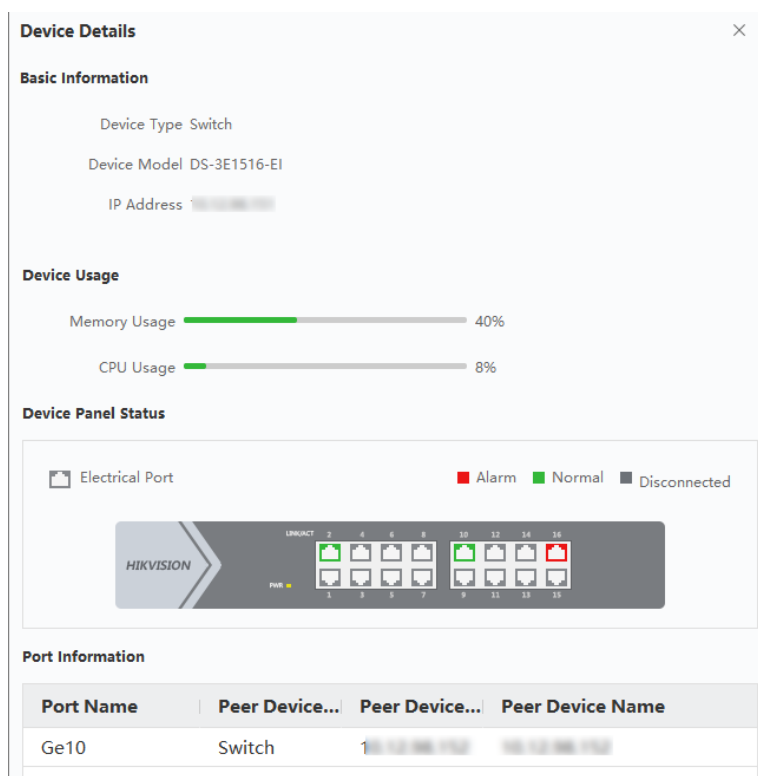 Device Details
Basic Information
Device Type Switch
Device Model DS-3E1516-EI
IP Address
Device Usage
Memory Usage 40%
CPU Usage 8%
Device Panel Status
Electrical Port Alarm Normal Disconnected
LINK/ACT 2 4 6 8 10 12 14 16
HIKVISION
PWR
1 3 5 7 9 11 13 15
Port Information
Port Name Peer Device... Peer Device... Peer Device Name
Ge10 Switch